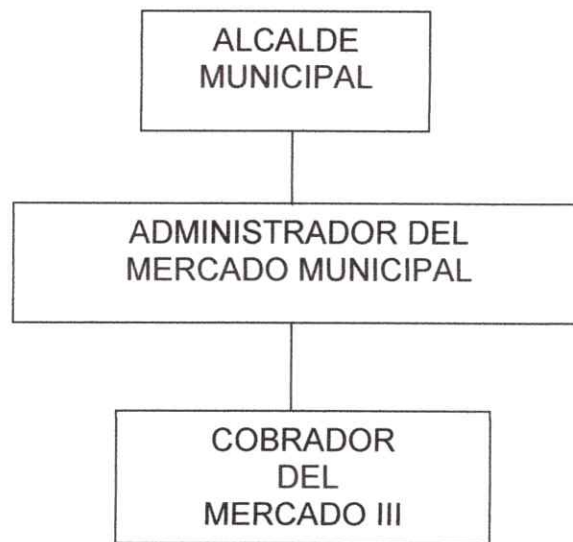 ALCALDE
MUNICIPAL
ADMINISTRADOR DEL
MERCADO MUNICIPAL
COBRADOR
DEL
MERCADO III